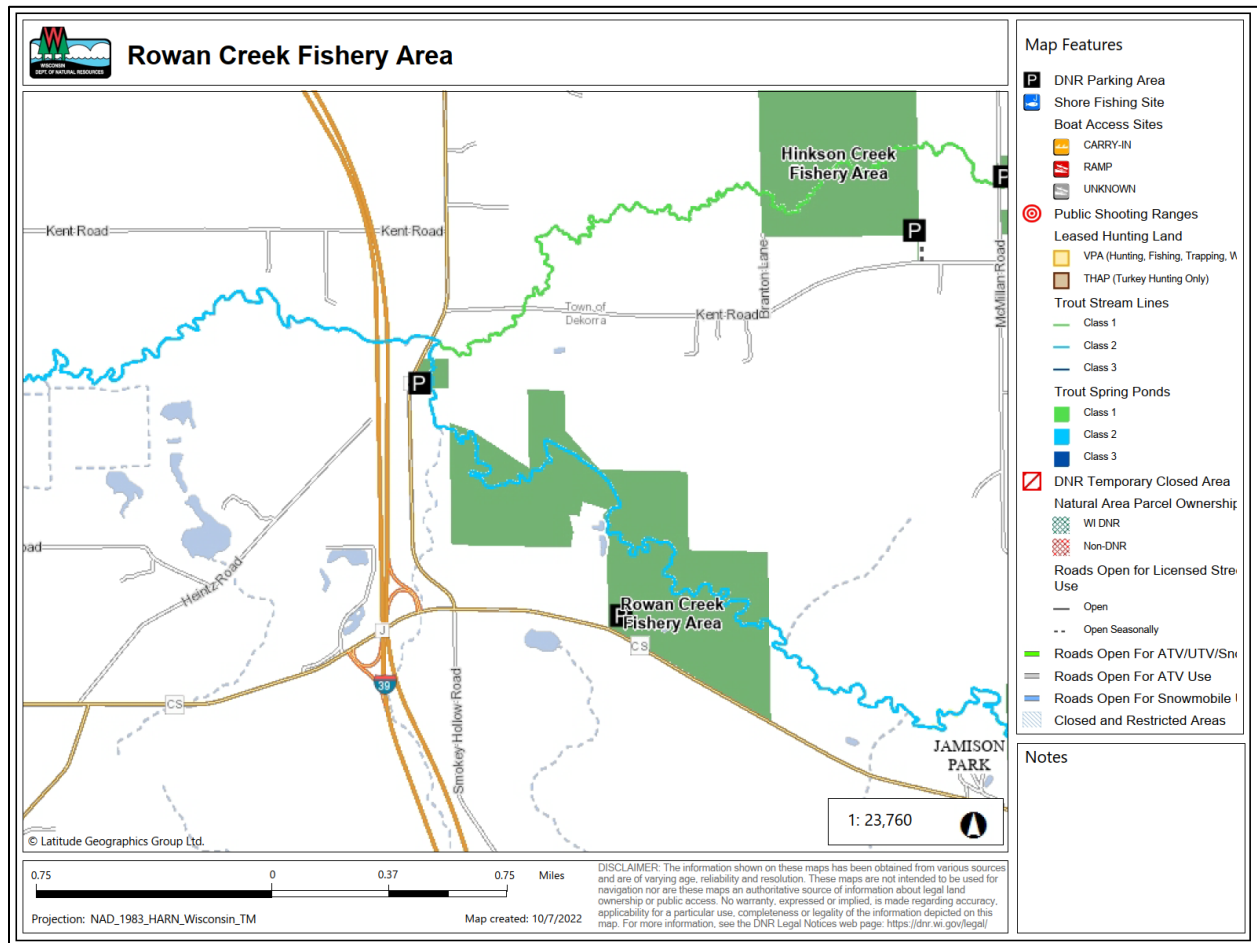 WISCONSIN
DEPT. OF NATURAL RESOURCES
Rowan Creek Fishery Area
Hinkson Creek
Fishery Area
P
P
Kent Road
Kent Road
Branton Lane
McMillan Road
Town of
Dekorra
Kent Road
P
Heintz Road
oad
Rowan Creek
Fishery Area
P
J
CS
39
CS
Smokey Hollow Road
JAMISON
PARK
1: 23,760
© Latitude Geographics Group Ltd.
Map Features
P DNR Parking Area
Shore Fishing Site
Boat Access Sites
CARRY-IN
RAMP
UNKNOWN
Public Shooting Ranges
Leased Hunting Land
VPA (Hunting, Fishing, Trapping, W
THAP (Turkey Hunting Only)
Trout Stream Lines
Class 1
Class 2
Class 3
Trout Spring Ponds
Class 1
Class 2
Class 3
DNR Temporary Closed Area
Natural Area Parcel Ownership
WI DNR
Non-DNR
Roads Open for Licensed Stre
Use
Open
Open Seasonally
Roads Open For ATV/UTV/Sn
Roads Open For ATV Use
Roads Open For Snowmobile U
Closed and Restricted Areas
Notes
0.75 0 0.37 0.75 Miles
Projection: NAD_1983_HARN_Wisconsin_TM
Map created: 10/7/2022
DISCLAIMER: The information shown on these maps has been obtained from various sources
and are of varying age, reliability and resolution. These maps are not intended to be used for
navigation nor are these maps an authoritative source of information about legal land
ownership or public access. No warranty, expressed or implied, is made regarding accuracy,
applicability for a particular use, completeness or legality of the information depicted on this
map. For more information, see the DNR Legal Notices web page: https://dnr.wi.gov/legal/